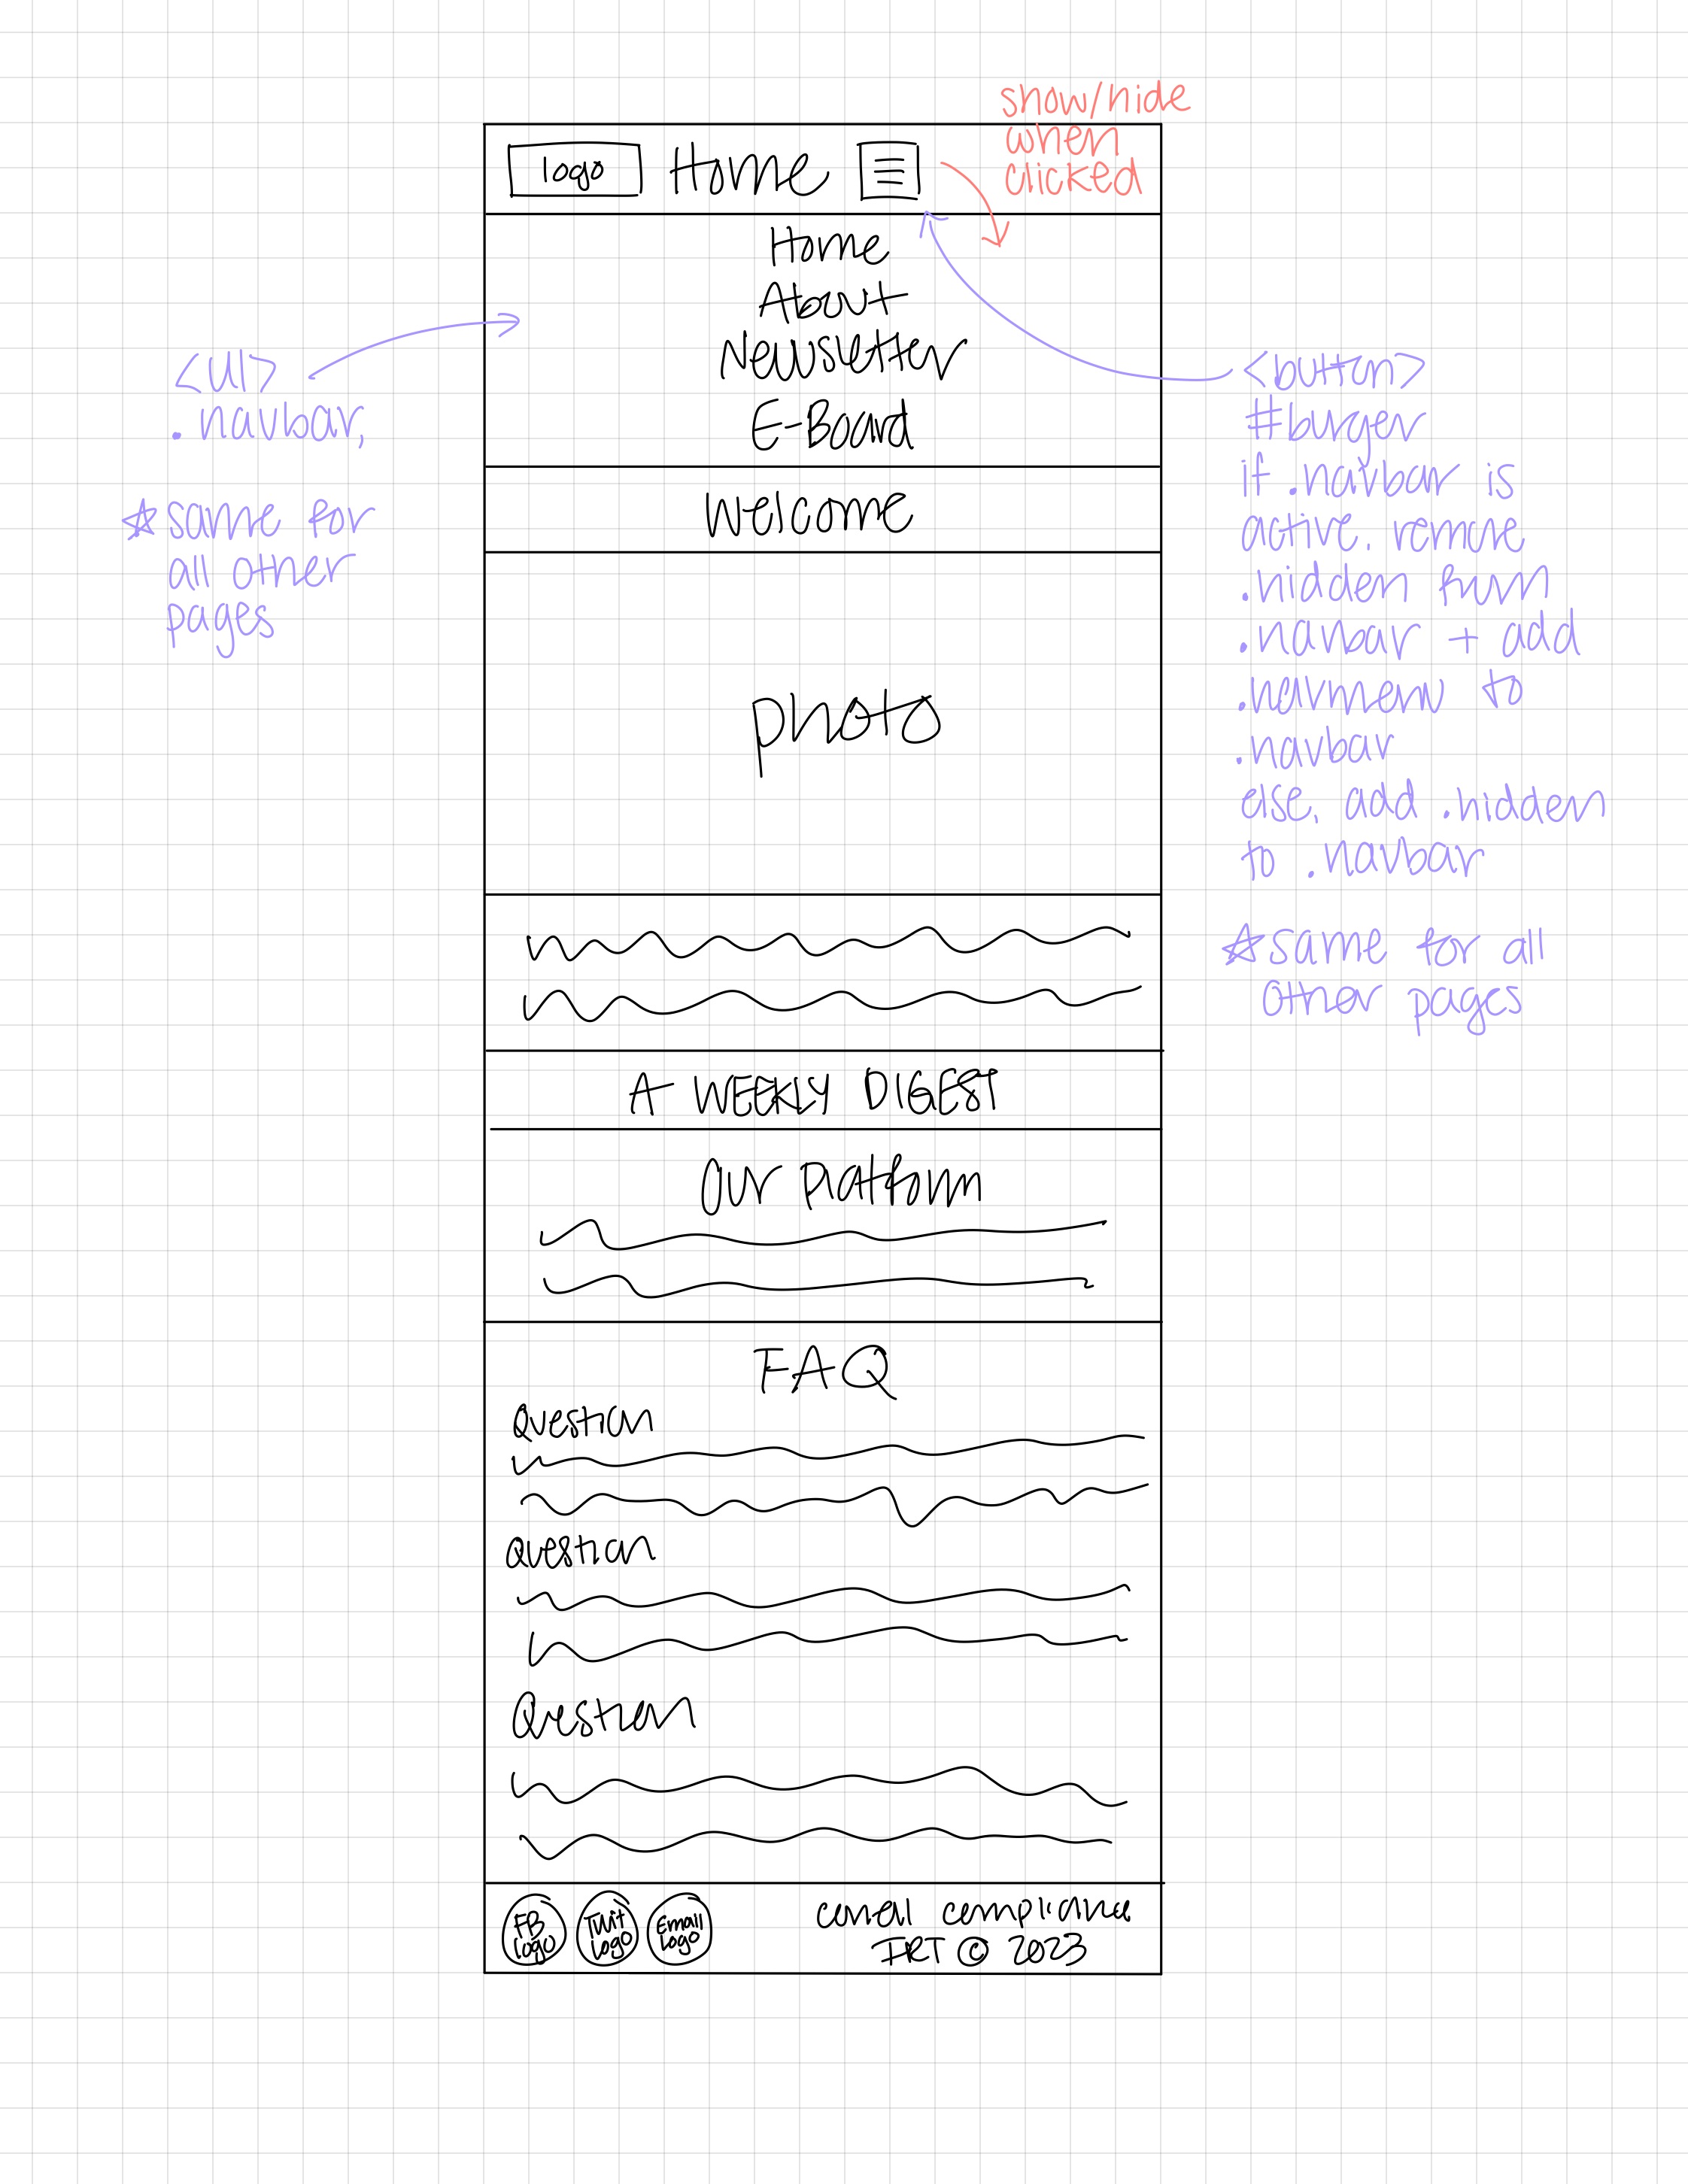 show/hide
when
clicked
logo
Home
Home
About
Newsletter
E-Board
<ul>
.navbar,
☆ same for
all other
pages
<button>
#burger
if .navbar is
active. remove
.hidden from
.navbar + add
.navmenu to
.navbar
else, add .hidden
to .navbar
☆ same for all
other pages
Welcome
photo
A WEEKLY DIGEST
Our Platform
FAQ
Question
Question
Question
FB
Logo
Twit
Logo
Email
Logo
compliance
© 2023